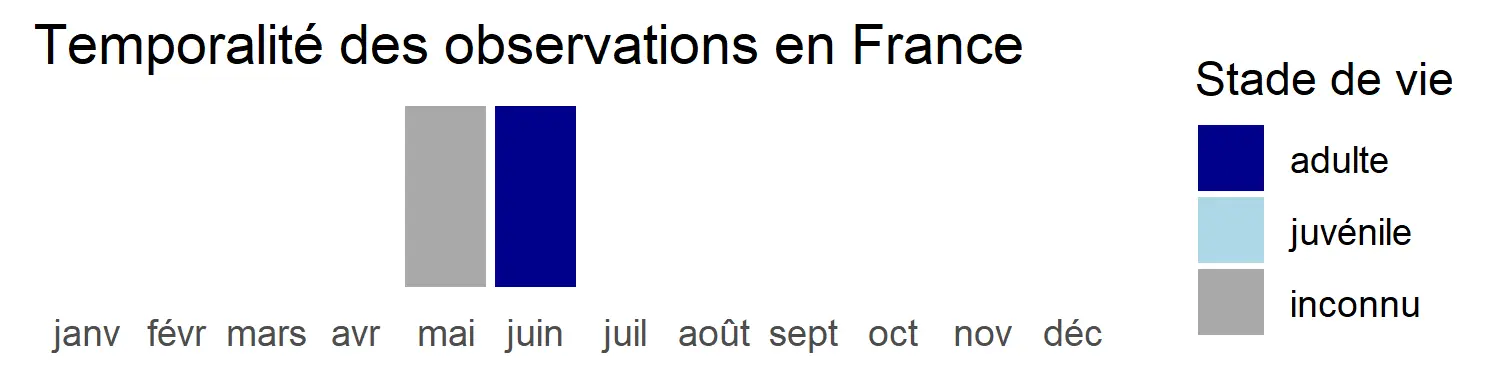 Temporalité des observations en France
janv févr mars avr mai juin juil août sept oct nov déc
Stade de vie
adulte
juvénile
inconnu